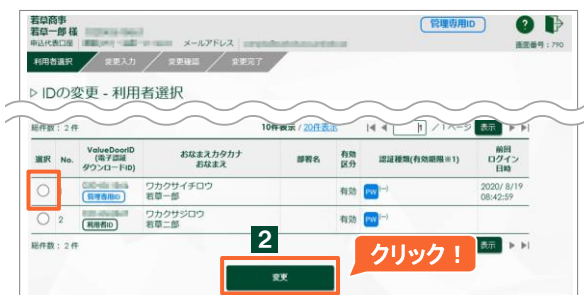 若草商事
若草一郎 様
管理専用ID
?
申込代表口座
メールアドレス
画面番号：790
利用者選択
変更入力
変更確認
変更完了
▷ IDの変更 - 利用者選択
総件数：2 件
10件表示 / 20件表示
1 / 1ページ
表示
選択
No.
ValueDoorID
(電子認証
ダウンロードID)
おなまえカタカナ
おなまえ
部署名
有効
区分
認証種類(有効期限※1)
前回
ログイン
日時
管理専用ID
ワカクサイチロウ
若草一郎
有効
PW (--)
2020/ 8/19
08:42:59
2
利用者ID
ワカクサジロウ
若草二郎
有効
PW (--)
総件数：2 件
表示
2
クリック！
変更